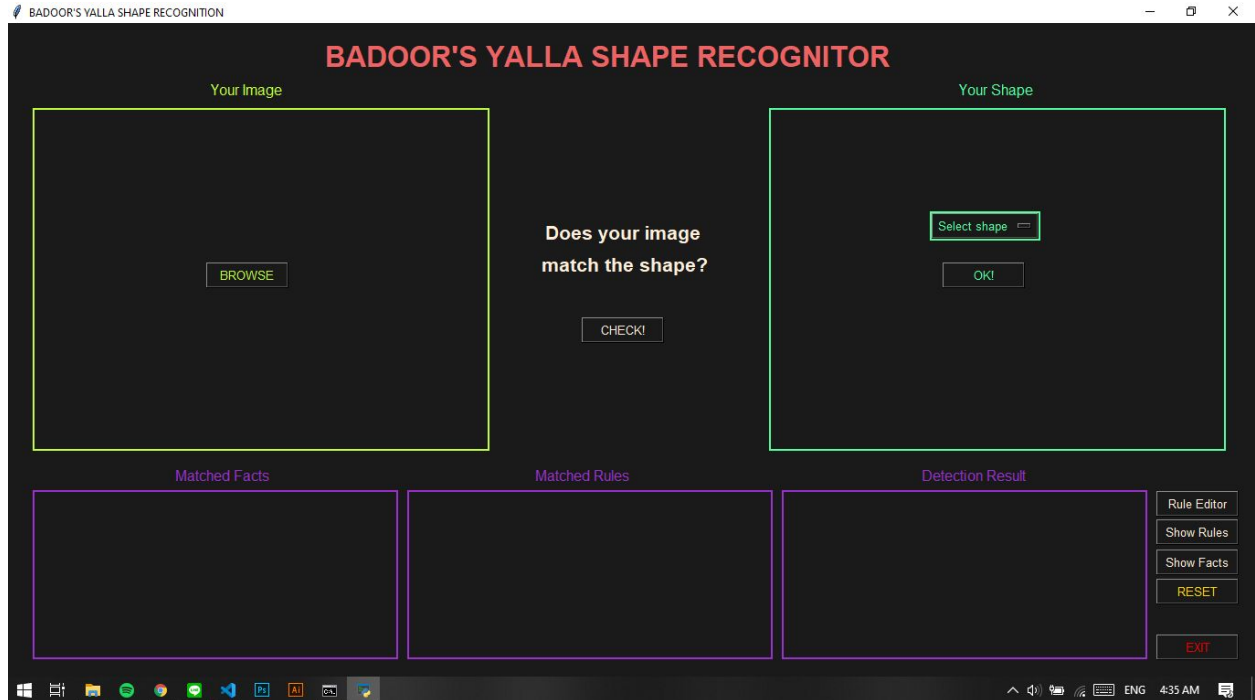 BADOOR'S YALLA SHAPE RECOGNITION
BADOOR'S YALLA SHAPE RECOGNITOR
Your Image
Your Shape
BROWSE
Does your image
match the shape?
CHECK!
Select shape
OK!
Matched Facts
Matched Rules
Detection Result
Rule Editor
Show Rules
Show Facts
RESET
EXIT
Ps
Ai
ENG
4:35 AM